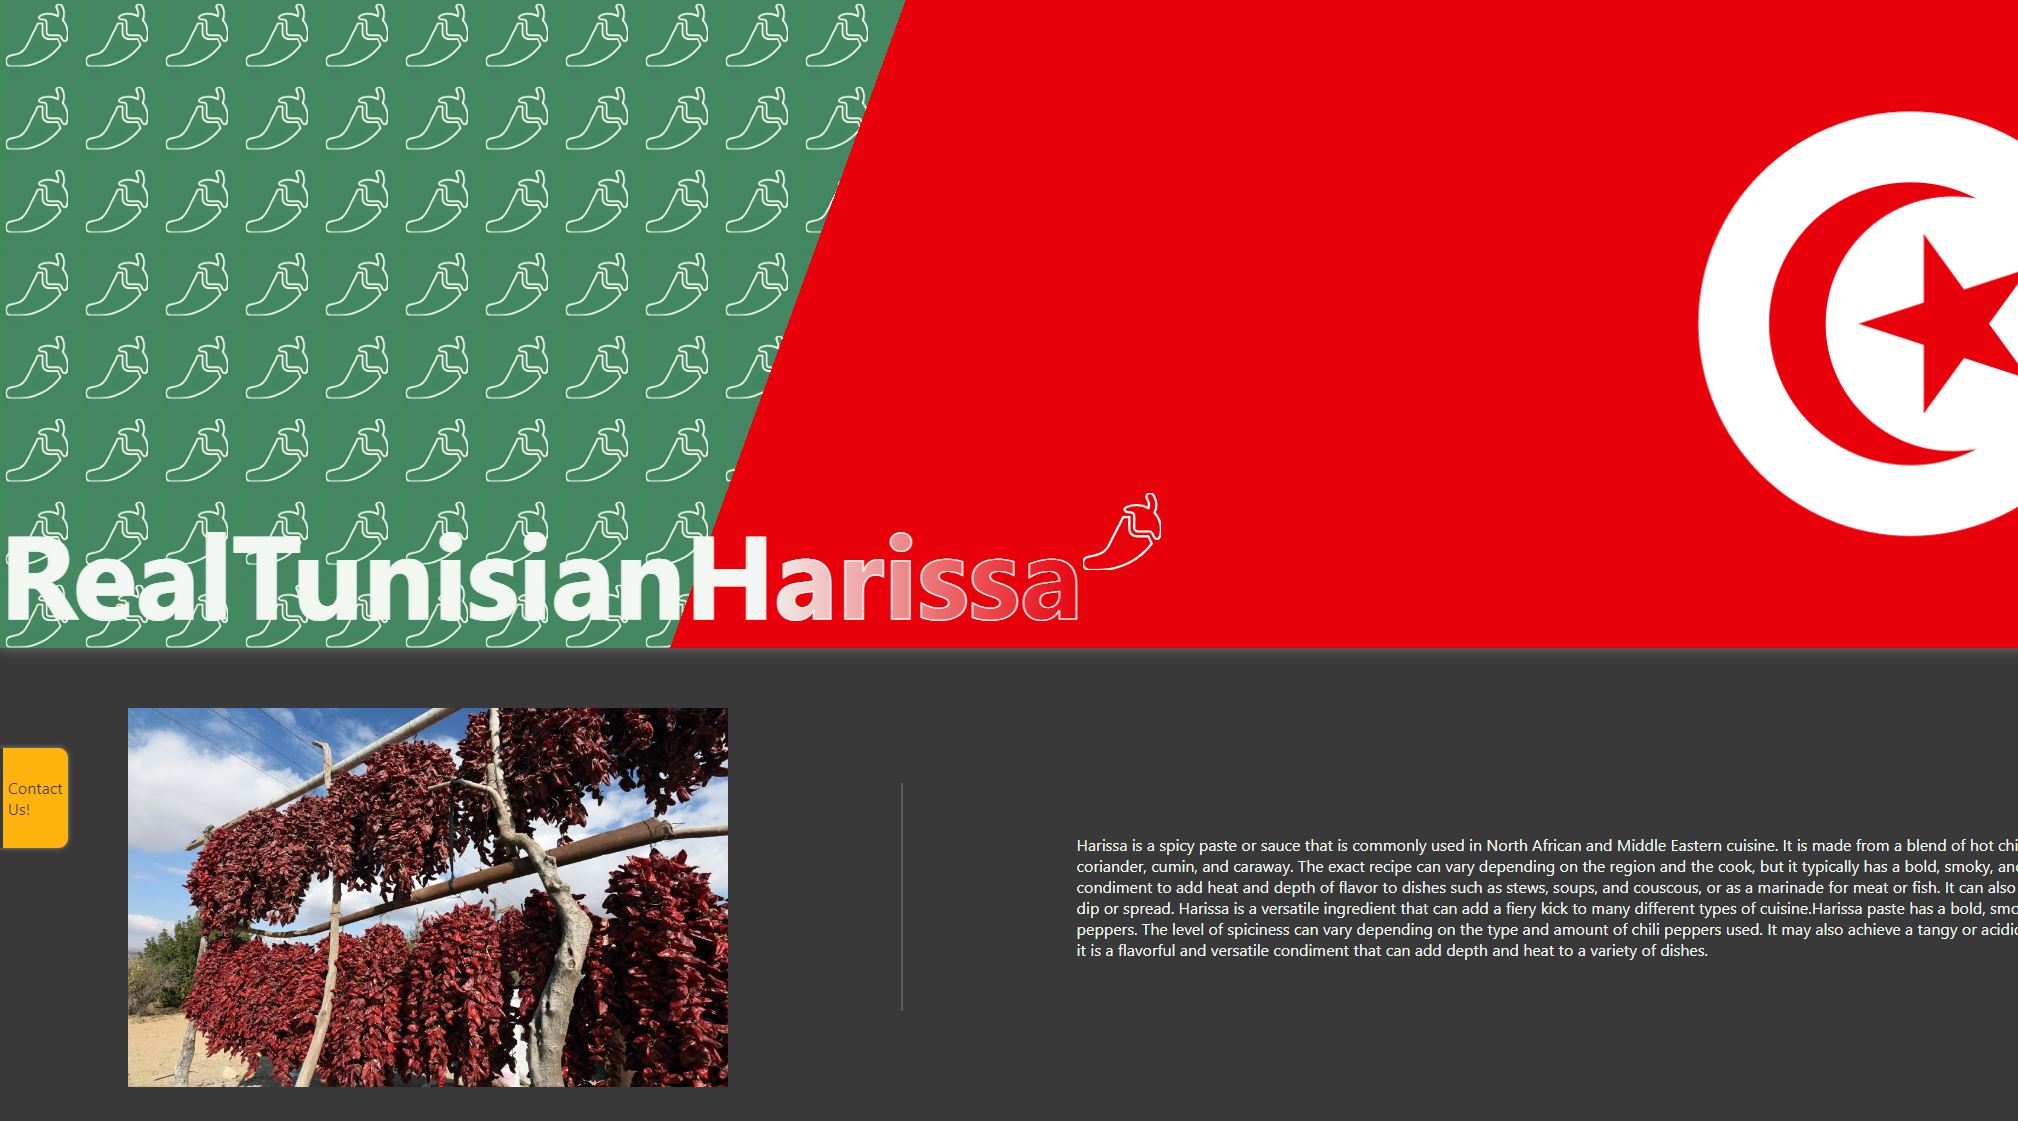 RealTunisianHarissa
Contact
Us!
Harissa is a spicy paste or sauce that is commonly used in North African and Middle Eastern cuisine. It is made from a blend of hot chi
coriander, cumin, and caraway. The exact recipe can vary depending on the region and the cook, but it typically has a bold, smoky, an
condiment to add heat and depth of flavor to dishes such as stews, soups, and couscous, or as a marinade for meat or fish. It can also
dip or spread. Harissa is a versatile ingredient that can add a fiery kick to many different types of cuisine.Harissa paste has a bold, smo
peppers. The level of spiciness can vary depending on the type and amount of chili peppers used. It may also achieve a tangy or acidi
it is a flavorful and versatile condiment that can add depth and heat to a variety of dishes.